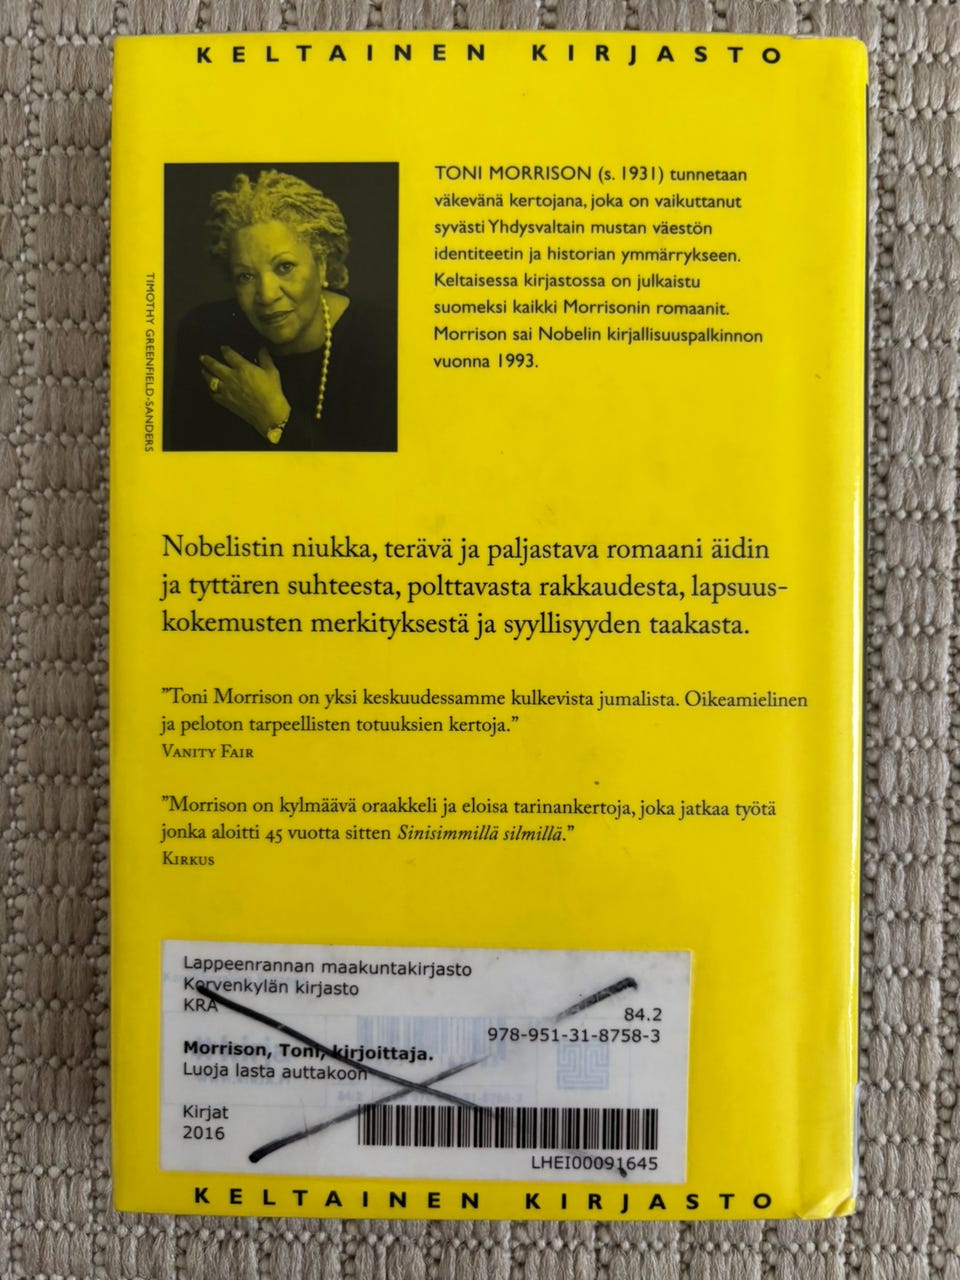 KELTAINEN KIRJASTO
TIMOTHY GREENFIELD-SANDERS
TONI MORRISON (s. 1931) tunnetaan
väkevänä kertojana, joka on vaikuttanut
syvästi Yhdysvaltain mustan väestön
identiteetin ja historian ymmärrykseen.
Keltaisessa kirjastossa on julkaistu
suomeksi kaikki Morrisonin romaanit.
Morrison sai Nobelin kirjallisuuspalkinnon
vuonna 1993.
Nobelistin niukka, terävä ja paljastava romaani äidin
ja tyttären suhteesta, polttavasta rakkaudesta, lapsuus-
kokemusten merkityksestä ja syyllisyyden taakasta.
”Toni Morrison on yksi keskuudessamme kulkevista jumalista. Oikeamielinen
ja peloton tarpeellisten totuuksien kertoja.”
VANITY FAIR
”Morrison on kylmäävä oraakkeli ja eloisa tarinankertoja, joka jatkaa työtä
jonka aloitti 45 vuotta sitten Sinisimmillä silmillä.”
KIRKUS
Lappeenrannan maakuntakirjasto
Korvenkylän kirjasto
KRA
84.2
978-951-31-8758-3
Morrison, Toni, kirjoittaja.
Luoja lasta auttakoon
Kirjat
2016
LHEI00091645
KELTAINEN KIRJASTO